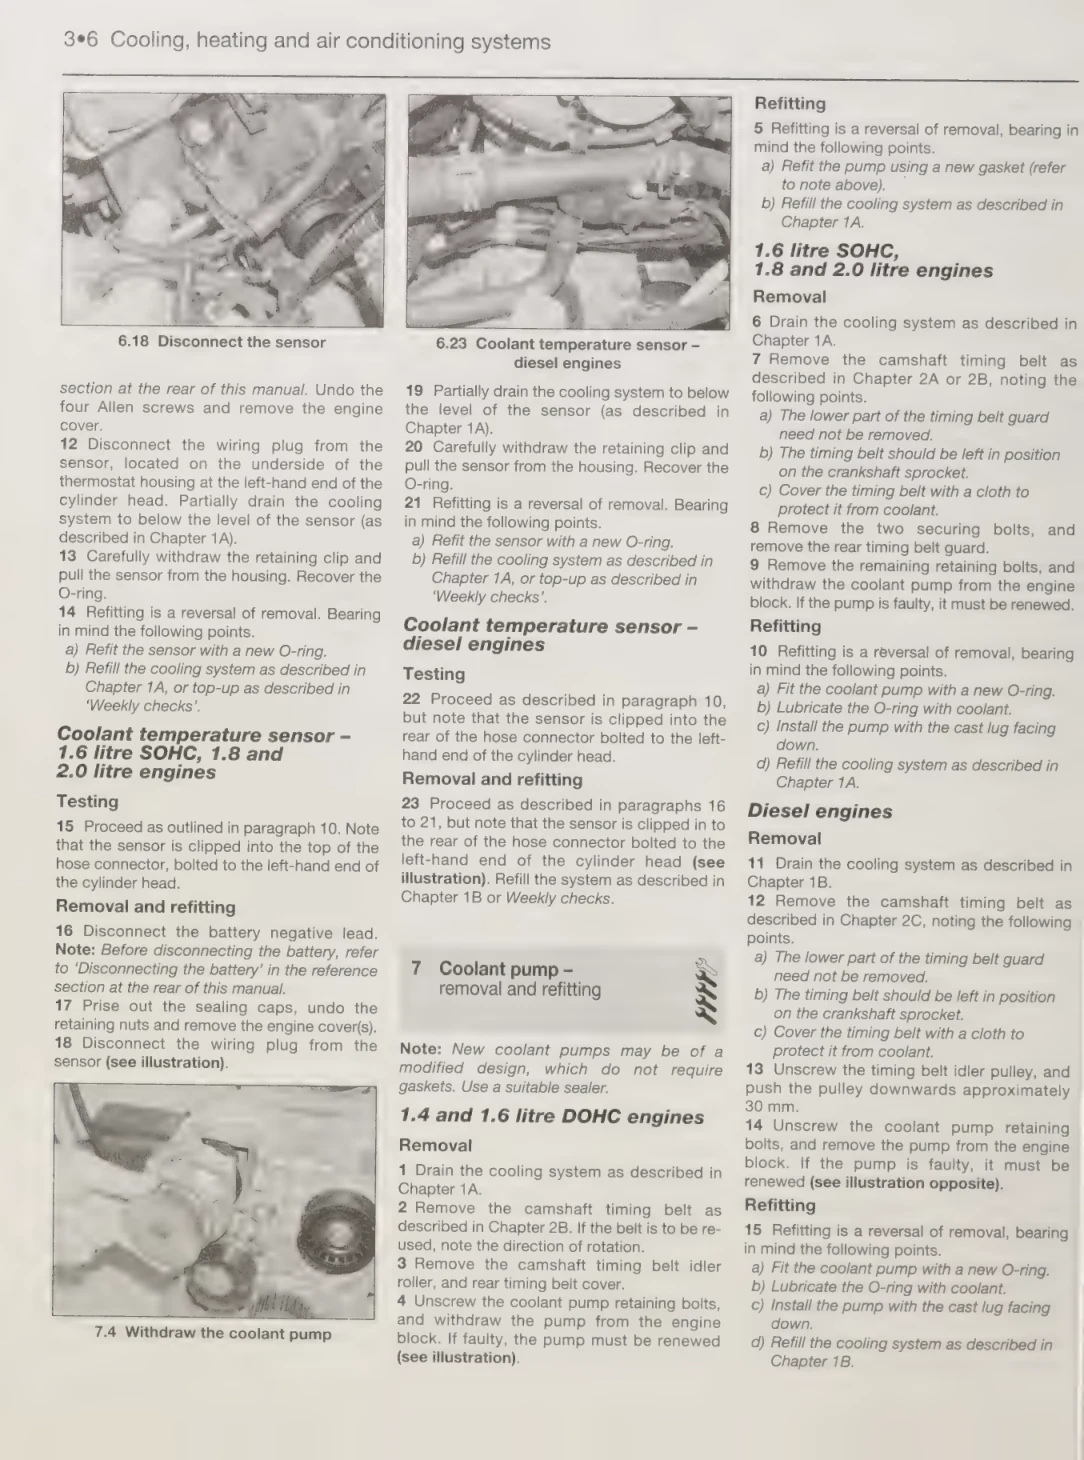 3•6 Cooling, heating and air conditioning systems
6.18 Disconnect the sensor
section at the rear of this manual. Undo the
four Allen screws and remove the engine
cover.
12 Disconnect the wiring plug from the
sensor, located on the underside of the
thermostat housing at the left-hand end of the
cylinder head. Partially drain the cooling
system to below the level of the sensor (as
described in Chapter 1A).
13 Carefully withdraw the retaining clip and
pull the sensor from the housing. Recover the
O-ring.
14 Refitting is a reversal of removal. Bearing
in mind the following points.
a) Refit the sensor with a new O-ring.
b) Refill the cooling system as described in
Chapter 1A, or top-up as described in
'Weekly checks'.
Coolant temperature sensor –
1.6 litre SOHC, 1.8 and
2.0 litre engines
Testing
15 Proceed as outlined in paragraph 10. Note
that the sensor is clipped into the top of the
hose connector, bolted to the left-hand end of
the cylinder head.
Removal and refitting
16 Disconnect the battery negative lead.
Note: Before disconnecting the battery, refer
to 'Disconnecting the battery' in the reference
section at the rear of this manual.
17 Prise out the sealing caps, undo the
retaining nuts and remove the engine cover(s).
18 Disconnect the wiring plug from the
sensor (see illustration).
7.4 Withdraw the coolant pump
6.23 Coolant temperature sensor –
diesel engines
19 Partially drain the cooling system to below
the level of the sensor (as described in
Chapter 1A).
20 Carefully withdraw the retaining clip and
pull the sensor from the housing. Recover the
O-ring.
21 Refitting is a reversal of removal. Bearing
in mind the following points.
a) Refit the sensor with a new O-ring.
b) Refill the cooling system as described in
Chapter 1A, or top-up as described in
'Weekly checks'.
Coolant temperature sensor –
diesel engines
Testing
22 Proceed as described in paragraph 10,
but note that the sensor is clipped into the
rear of the hose connector bolted to the left-
hand end of the cylinder head.
Removal and refitting
23 Proceed as described in paragraphs 16
to 21, but note that the sensor is clipped in to
the rear of the hose connector bolted to the
left-hand end of the cylinder head (see
illustration). Refill the system as described in
Chapter 1B or Weekly checks.
7 Coolant pump –
removal and refitting
Note: New coolant pumps may be of a
modified design, which do not require
gaskets. Use a suitable sealer.
1.4 and 1.6 litre DOHC engines
Removal
1 Drain the cooling system as described in
Chapter 1A.
2 Remove the camshaft timing belt as
described in Chapter 2B. If the belt is to be re-
used, note the direction of rotation.
3 Remove the camshaft timing belt idler
roller, and rear timing belt cover.
4 Unscrew the coolant pump retaining bolts,
and withdraw the pump from the engine
block. If faulty, the pump must be renewed
(see illustration).
Refitting
5 Refitting is a reversal of removal, bearing in
mind the following points.
a) Refit the pump using a new gasket (refer
to note above).
b) Refill the cooling system as described in
Chapter 1A.
1.6 litre SOHC,
1.8 and 2.0 litre engines
Removal
6 Drain the cooling system as described in
Chapter 1A.
7 Remove the camshaft timing belt as
described in Chapter 2A or 2B, noting the
following points.
a) The lower part of the timing belt guard
need not be removed.
b) The timing belt should be left in position
on the crankshaft sprocket.
c) Cover the timing belt with a cloth to
protect it from coolant.
8 Remove the two securing bolts, and
remove the rear timing belt guard.
9 Remove the remaining retaining bolts, and
withdraw the coolant pump from the engine
block. If the pump is faulty, it must be renewed.
Refitting
10 Refitting is a reversal of removal, bearing
in mind the following points.
a) Fit the coolant pump with a new O-ring.
b) Lubricate the O-ring with coolant.
c) Install the pump with the cast lug facing
down.
d) Refill the cooling system as described in
Chapter 1A.
Diesel engines
Removal
11 Drain the cooling system as described in
Chapter 1B.
12 Remove the camshaft timing belt as
described in Chapter 2C, noting the following
points.
a) The lower part of the timing belt guard
need not be removed.
b) The timing belt should be left in position
on the crankshaft sprocket.
c) Cover the timing belt with a cloth to
protect it from coolant.
13 Unscrew the timing belt idler pulley, and
push the pulley downwards approximately
30 mm.
14 Unscrew the coolant pump retaining
bolts, and remove the pump from the engine
block. If the pump is faulty, it must be
renewed (see illustration opposite).
Refitting
15 Refitting is a reversal of removal, bearing
in mind the following points.
a) Fit the coolant pump with a new O-ring.
b) Lubricate the O-ring with coolant.
c) Install the pump with the cast lug facing
down.
d) Refill the cooling system as described in
Chapter 1B.